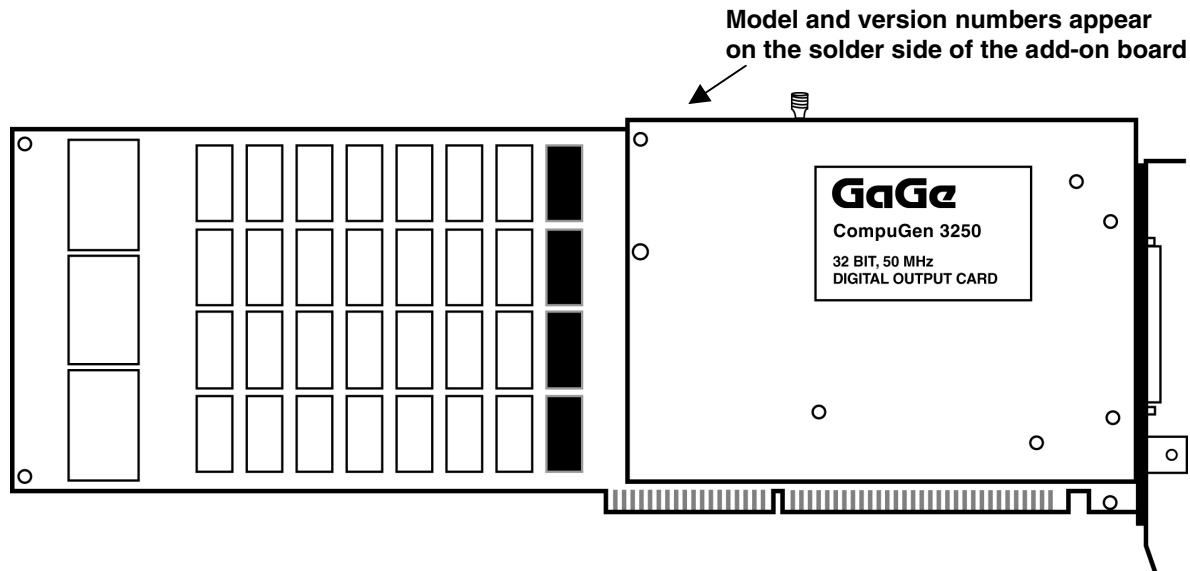 Model and version numbers appear
on the solder side of the add-on board
GaGe
CompuGen 3250
32 BIT, 50 MHz
DIGITAL OUTPUT CARD